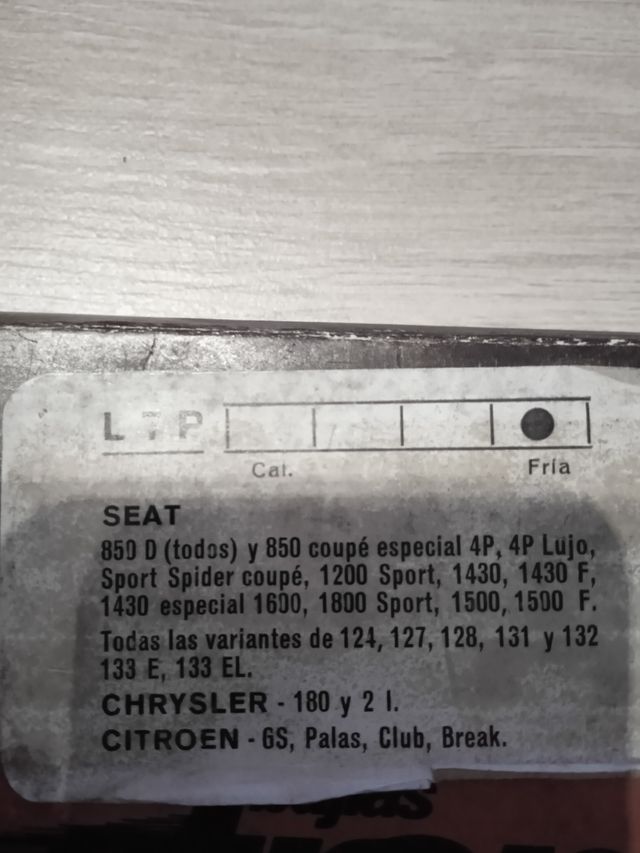 L 7 P
Cal. Fría
SEAT
850 D (todos) y 850 coupé especial 4P, 4P Lujo,
Sport Spider coupé, 1200 Sport, 1430, 1430 F,
1430 especial 1600, 1800 Sport, 1500, 1500 F.
Todas las variantes de 124, 127, 128, 131 y 132
133 E, 133 EL.
CHRYSLER - 180 y 2 l.
CITROEN - GS, Palas, Club, Break.